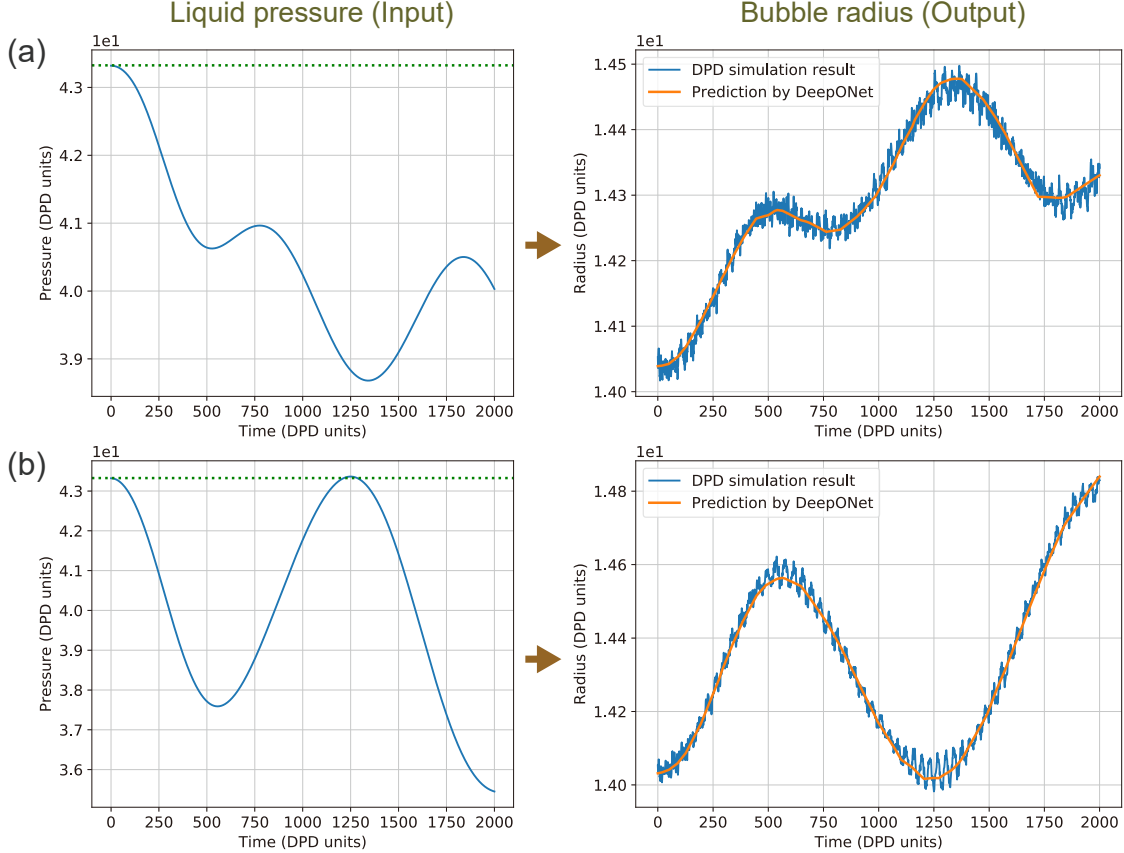 Liquid pressure (Input)
Bubble radius (Output)
(a)
1e1
4.3
4.2
4.1
4.0
3.9
Pressure (DPD units)
0 250 500 750 1000 1250 1500 1750 2000
Time (DPD units)
1e1
DPD simulation result
Prediction by DeepONet
1.45
1.44
1.43
1.42
1.41
1.40
Radius (DPD units)
0 250 500 750 1000 1250 1500 1750 2000
Time (DPD units)
(b)
1e1
4.3
4.2
4.1
4.0
3.9
3.8
3.7
3.6
Pressure (DPD units)
0 250 500 750 1000 1250 1500 1750 2000
Time (DPD units)
1e1
DPD simulation result
Prediction by DeepONet
1.48
1.46
1.44
1.42
1.40
Radius (DPD units)
0 250 500 750 1000 1250 1500 1750 2000
Time (DPD units)